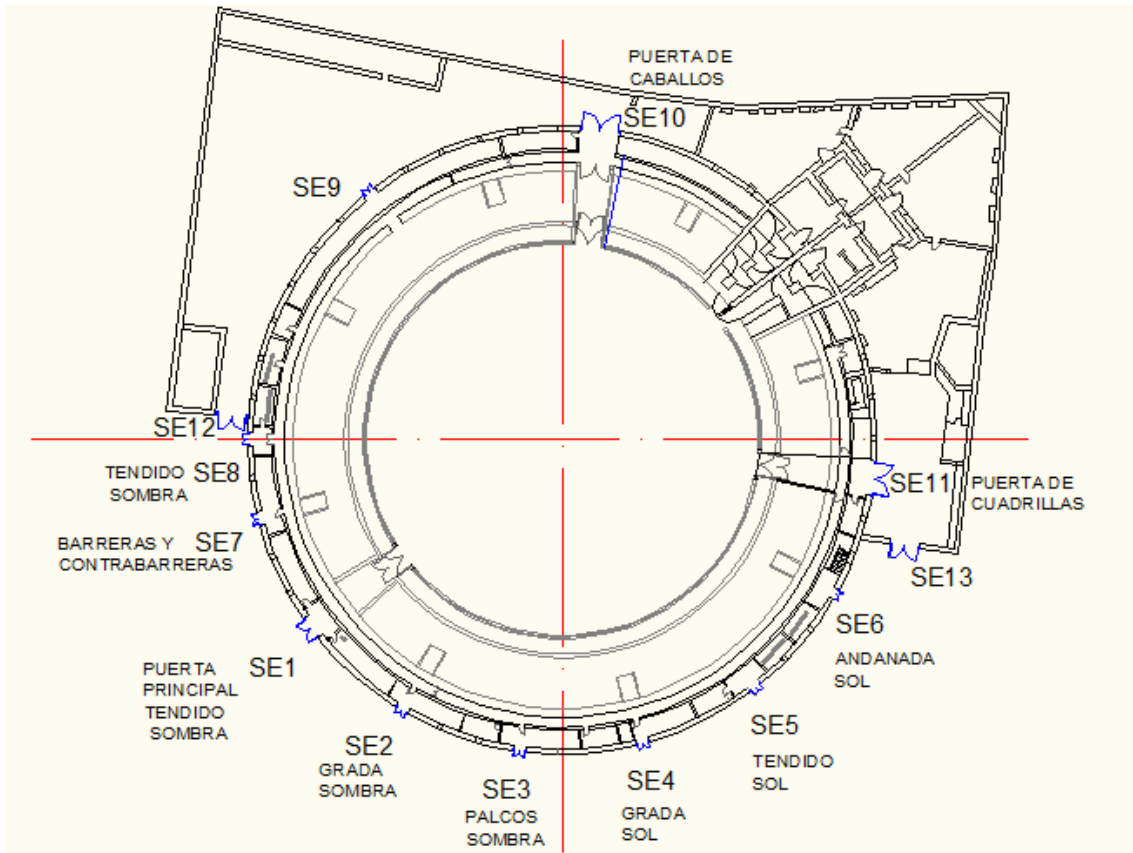 PUERTA DE
CABALLOS
SE10
SE9
SE12
TENDIDO SE8
SOMBRA
SE11 PUERTA DE
CUADRILLAS
BARRERAS Y SE7
CONTRABARRERAS
SE13
SE6
ANDANADA
SOL
SE1
PUERTA
PRINCIPAL
TENDIDO
SOMBRA
SE5
TENDIDO
SOL
SE2
GRADA
SOMBRA
SE3
PALCOS
SOMBRA
SE4
GRADA
SOL